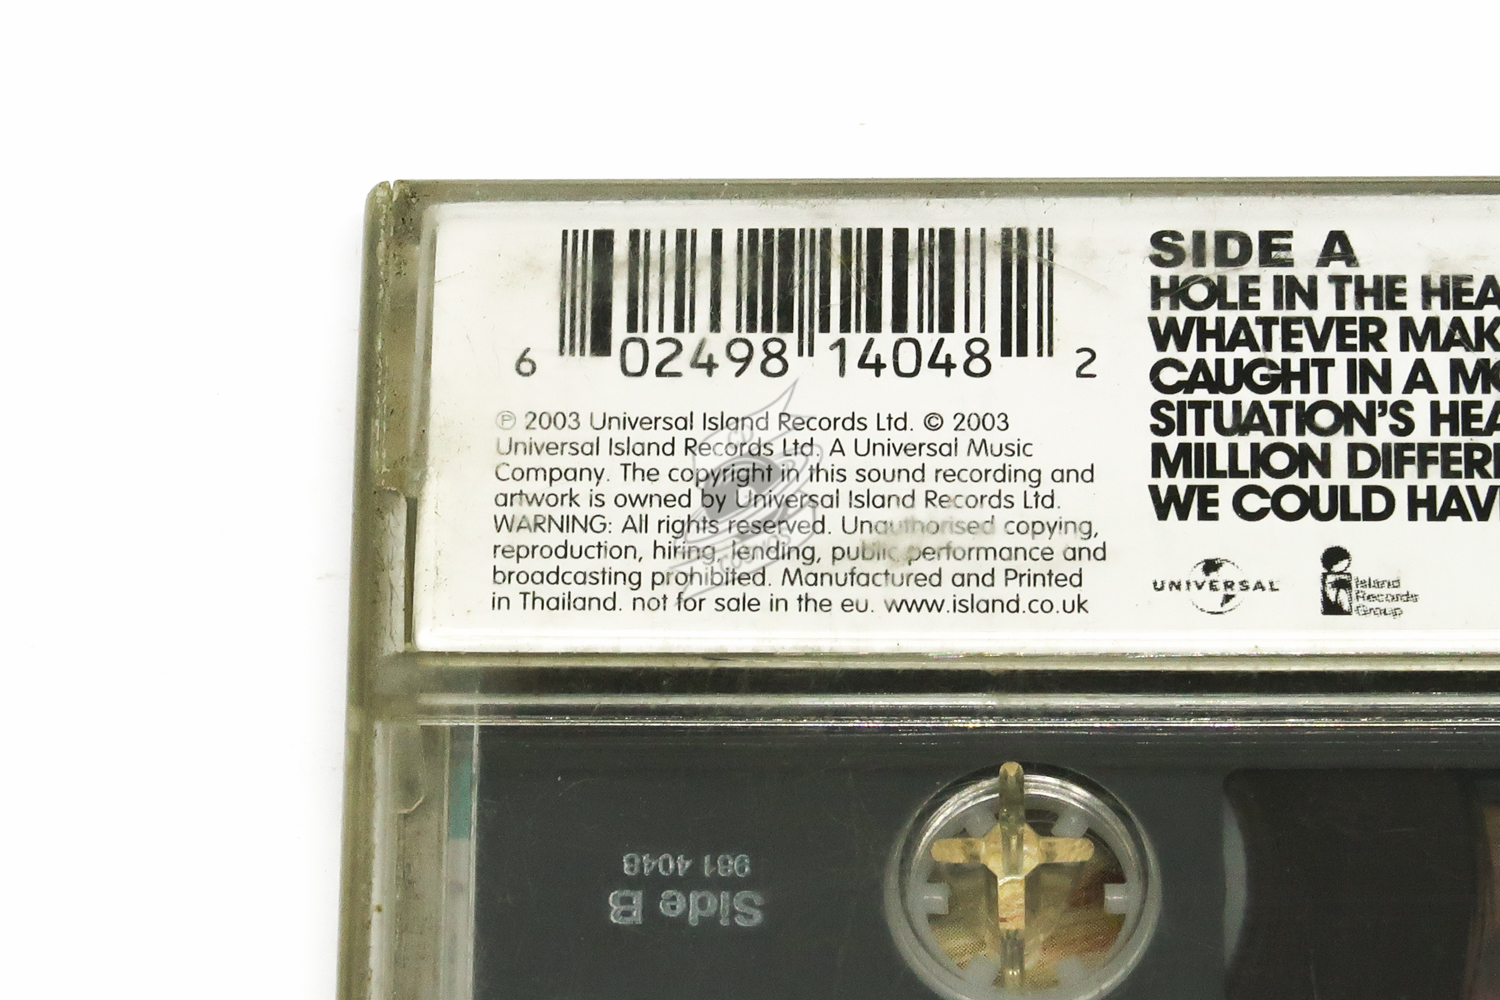 6 02498 14048 2
℗ 2003 Universal Island Records Ltd. © 2003
Universal Island Records Ltd. A Universal Music
Company. The copyright in this sound recording and
artwork is owned by Universal Island Records Ltd.
WARNING: All rights reserved. Unauthorised copying,
reproduction, hiring, lending, public performance and
broadcasting prohibited. Manufactured and Printed
in Thailand. not for sale in the eu. www.island.co.uk
SIDE A
HOLE IN THE HEA
WHATEVER MAK
CAUGHT IN A MO
SITUATION'S HEA
MILLION DIFFERE
WE COULD HAV
UNIVERSAL
Island
Records
Group
Side B
981 4048